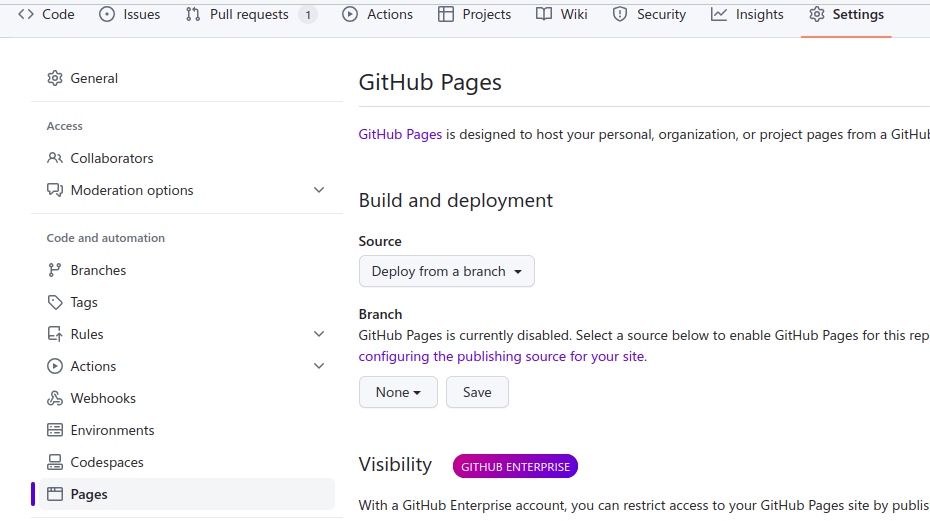 Code Issues Pull requests 1 Actions Projects Wiki Security Insights Settings
General
Access
Collaborators
Moderation options
Code and automation
Branches
Tags
Rules
Actions
Webhooks
Environments
Codespaces
Pages
GitHub Pages
GitHub Pages is designed to host your personal, organization, or project pages from a GitHub
Build and deployment
Source
Deploy from a branch
Branch
GitHub Pages is currently disabled. Select a source below to enable GitHub Pages for this rep
configuring the publishing source for your site.
None Save
Visibility GITHUB ENTERPRISE
With a GitHub Enterprise account, you can restrict access to your GitHub Pages site by publis